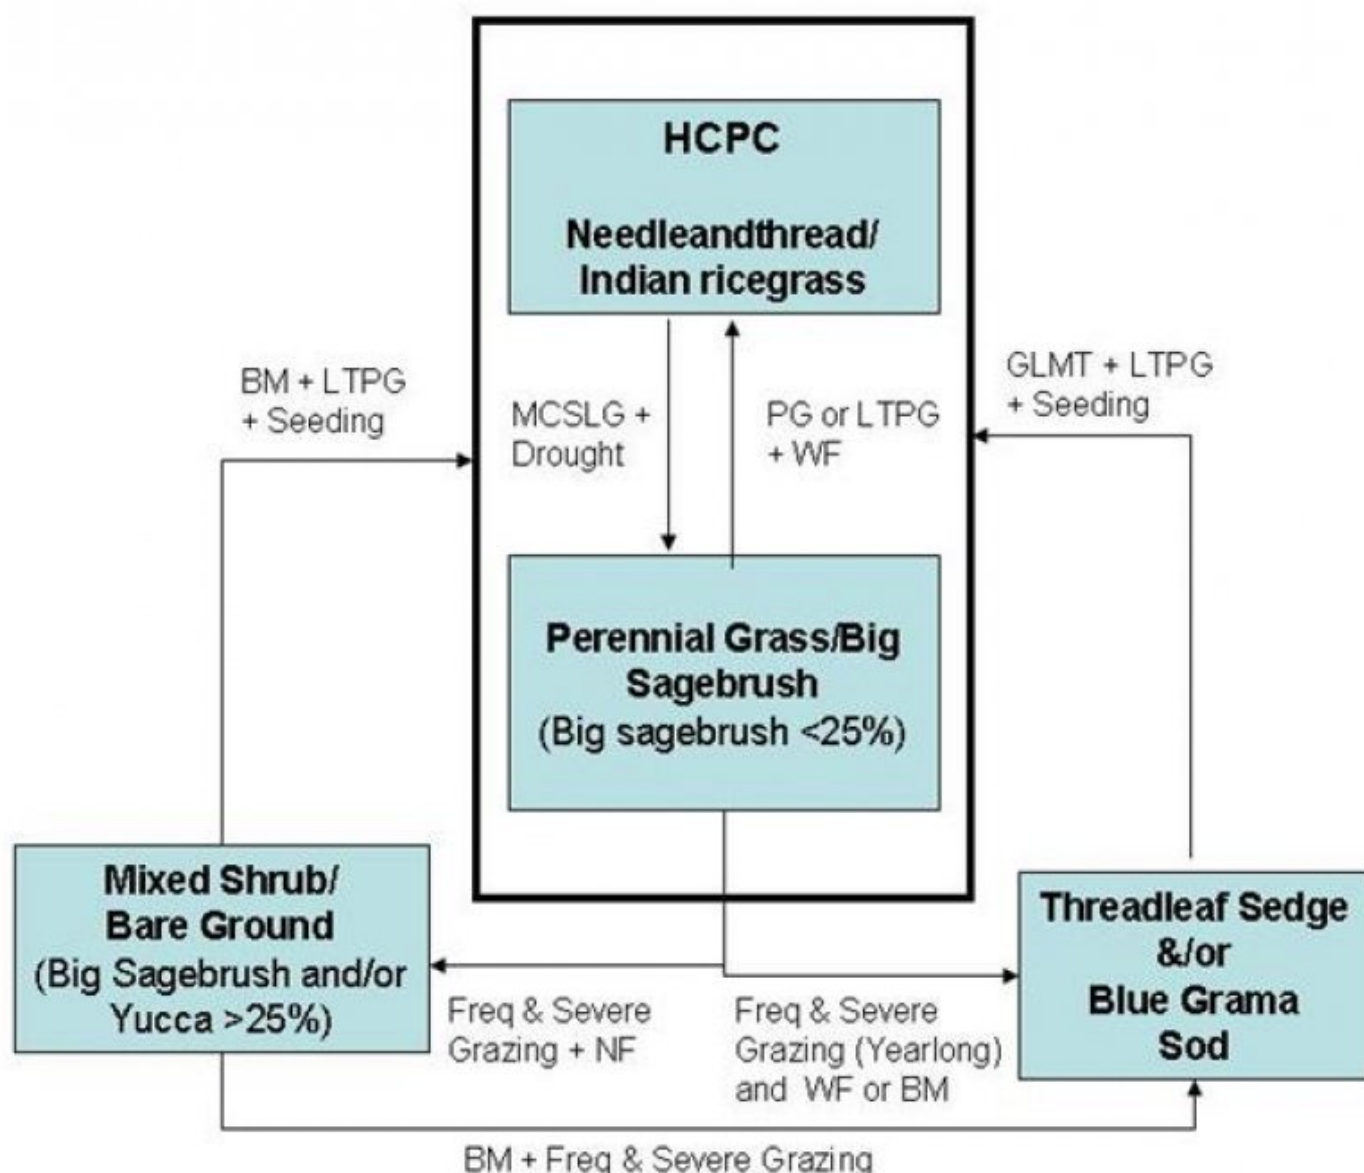 HCPC
Needleandthread/
Indian ricegrass
BM + LTPG
+ Seeding
MCSLG +
Drought
PG or LTPG
+ WF
GLMT + LTPG
+ Seeding
Perennial Grass/Big
Sagebrush
(Big sagebrush <25%)
Mixed Shrub/
Bare Ground
(Big Sagebrush and/or
Yucca >25%)
Threadleaf Sedge
&/or
Blue Grama
Sod
Freq & Severe
Grazing + NF
Freq & Severe
Grazing (Yearlong)
and WF or BM
BM + Freq & Severe Grazing